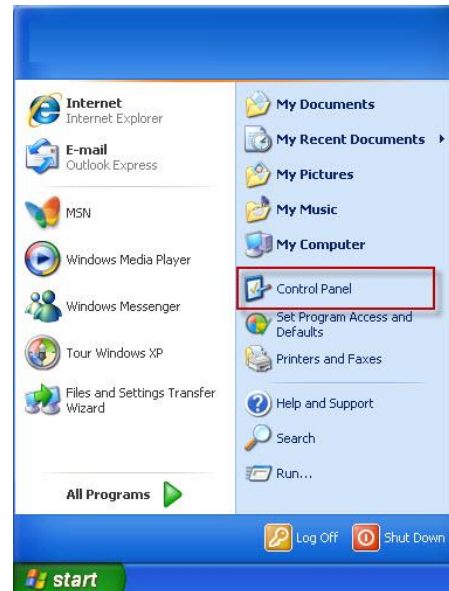 Internet
Internet Explorer
E-mail
Outlook Express
MSN
Windows Media Player
Windows Messenger
Tour Windows XP
Files and Settings Transfer
Wizard
All Programs
My Documents
My Recent Documents
My Pictures
My Music
My Computer
Control Panel
Set Program Access and
Defaults
Printers and Faxes
Help and Support
Search
Run...
Log Off
Shut Down
start